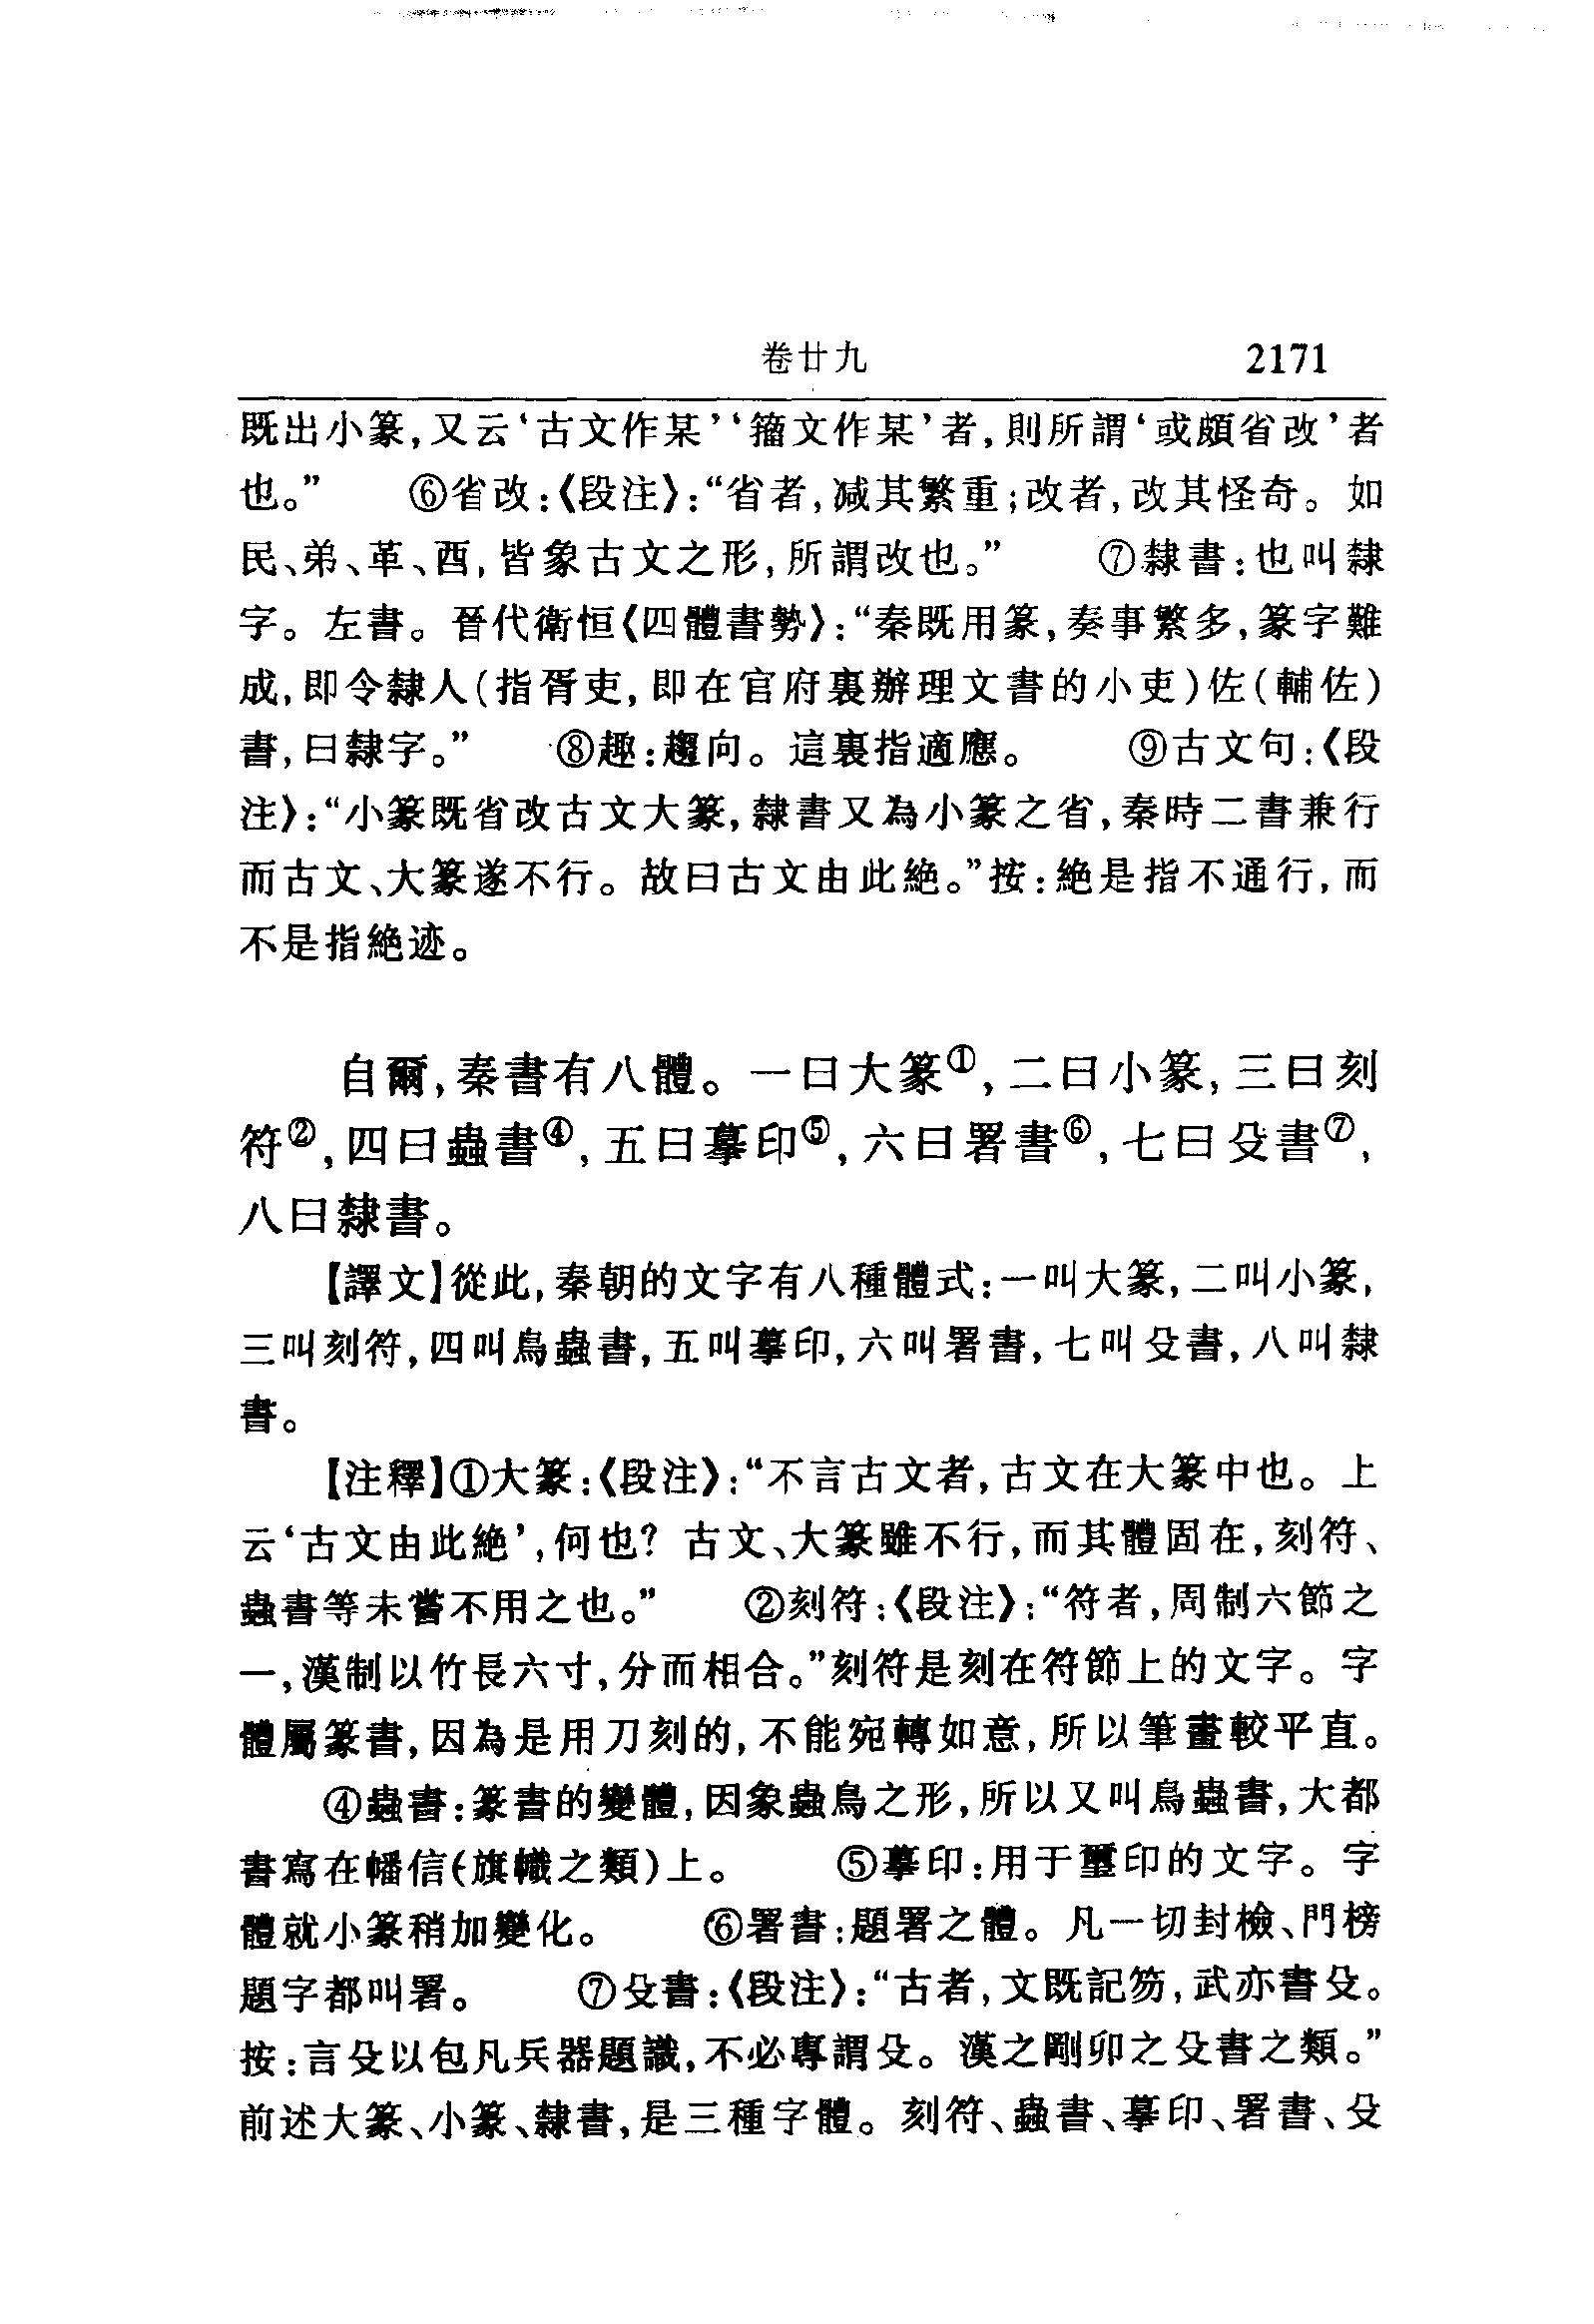 卷廿九 2171
既出小篆,又云‘古文作某’‘籀文作某’者,則所謂‘或頗省改’者
也。” ⑥省改:《段注》:“省者,减其繁重;改者,改其怪奇。如
民、弟、革、酉,皆象古文之形,所謂改也。” ⑦隸書:也叫隸
字。左書。晉代衛恒《四體書勢》:“秦既用篆,奏事繁多,篆字難
成,即令隸人(指胥吏,即在官府裏辦理文書的小吏)佐(輔佐)
書,曰隸字。” ⑧趣:趨向。這裏指適應。 ⑨古文句:《段
注》:“小篆既省改古文大篆,隸書又為小篆之省,秦時二書兼行
而古文、大篆遂不行。故曰古文由此絶。”按:絶是指不通行,而
不是指絶迹。
自爾,秦書有八體。一曰大篆①,二曰小篆,三曰刻
符②,四曰蟲書④,五曰摹印⑤,六曰署書⑥,七曰殳書⑦,
八曰隸書。
【譯文】從此,秦朝的文字有八種體式:一叫大篆,二叫小篆,
三叫刻符,四叫鳥蟲書,五叫摹印,六叫署書,七叫殳書,八叫隸
書。
【注釋】①大篆:《段注》:“不言古文者,古文在大篆中也。上
云‘古文由此絶’,何也?古文、大篆雖不行,而其體固在,刻符、
蟲書等未嘗不用之也。” ②刻符:《段注》:“符者,周制六節之
一,漢制以竹長六寸,分而相合。”刻符是刻在符節上的文字。字
體屬篆書,因為是用刀刻的,不能宛轉如意,所以筆畫較平直。
④蟲書:篆書的變體,因象蟲鳥之形,所以又叫鳥蟲書,大都
書寫在幡信(旗幟之類)上。 ⑤摹印:用于璽印的文字。字
體就小篆稍加變化。 ⑥署書:題署之體。凡一切封檢、門榜
題字都叫署。 ⑦殳書:《段注》:“古者,文既記笏,武亦書殳。
按:言殳以包凡兵器題識,不必專謂殳。漢之剛卯之殳書之類。”
前述大篆、小篆、隸書,是三種字體。刻符、蟲書、摹印、署書、殳